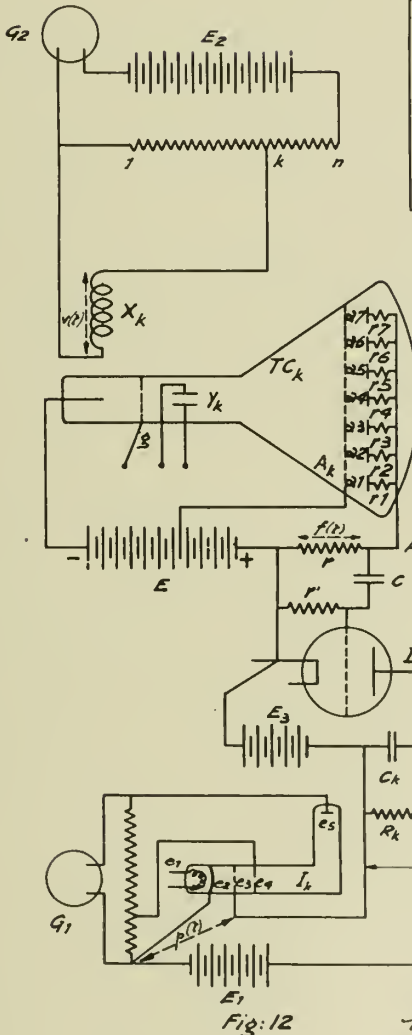 G2
E2
1 k n
v(t)
Xk
TCk
a7
r7
a6
r6
a5
r5
a4
r4
a3
r3
a2
r2
a1
r1
Yk
g
Ak
- E +
f(t)
r
C
r'
E3
Ck
Rk
e5
e1
e2 e3 e4
Ik
G1
p(t)
E1
Fig: 12